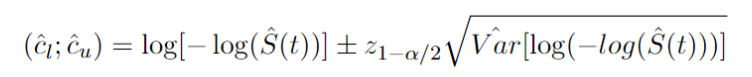 (ĉ_l; ĉ_u) = log[− log(Ŝ(t))] ± z_{1−α/2} √(V̂ar[log(−log(Ŝ(t)))])